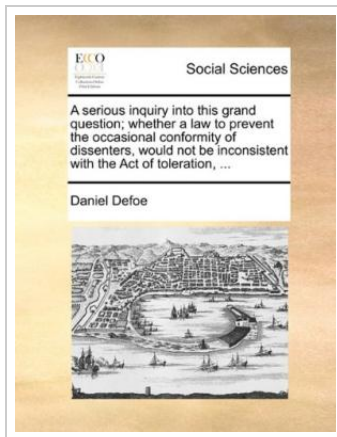 ECCO
Social Sciences
A serious inquiry into this grand
question; whether a law to prevent
the occasional conformity of
dissenters, would not be inconsistent
with the Act of toleration, ...
Daniel Defoe